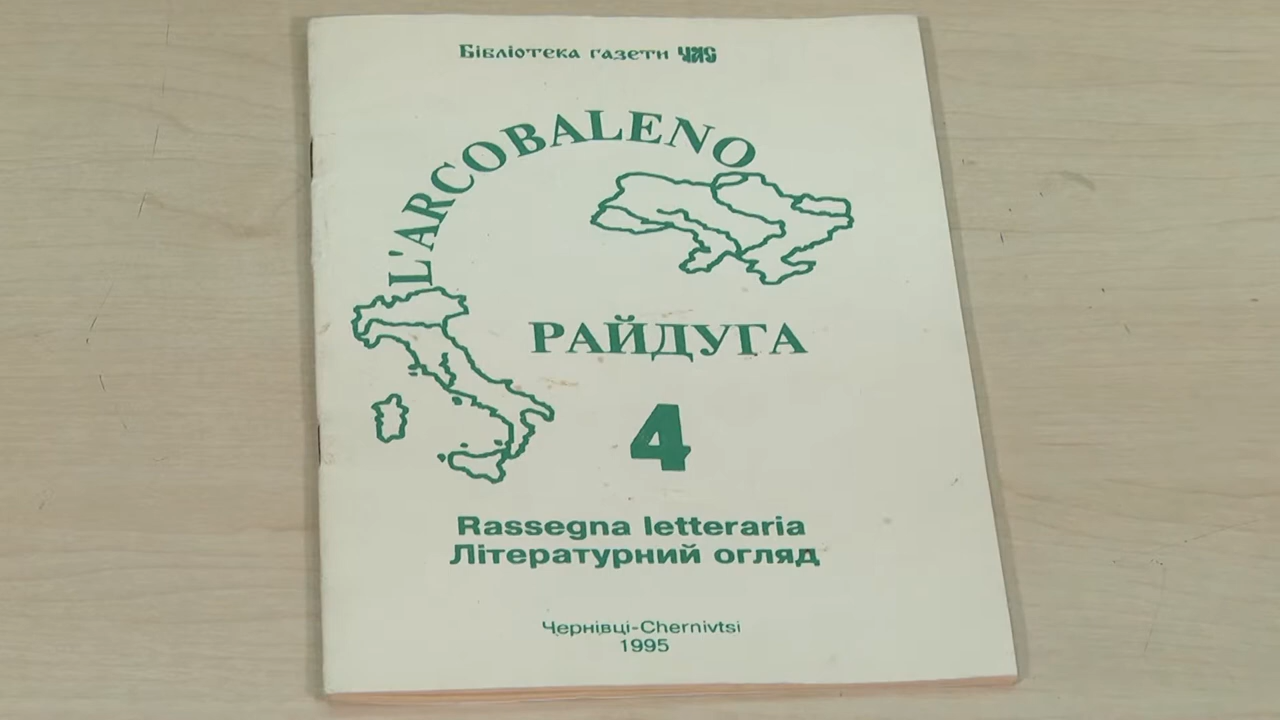 Бібліотека газети час
L'ARCOBALENO
РАЙДУГА
4
Rassegna letteraria
Літературний огляд
Чернівці-Chernivtsi
1995